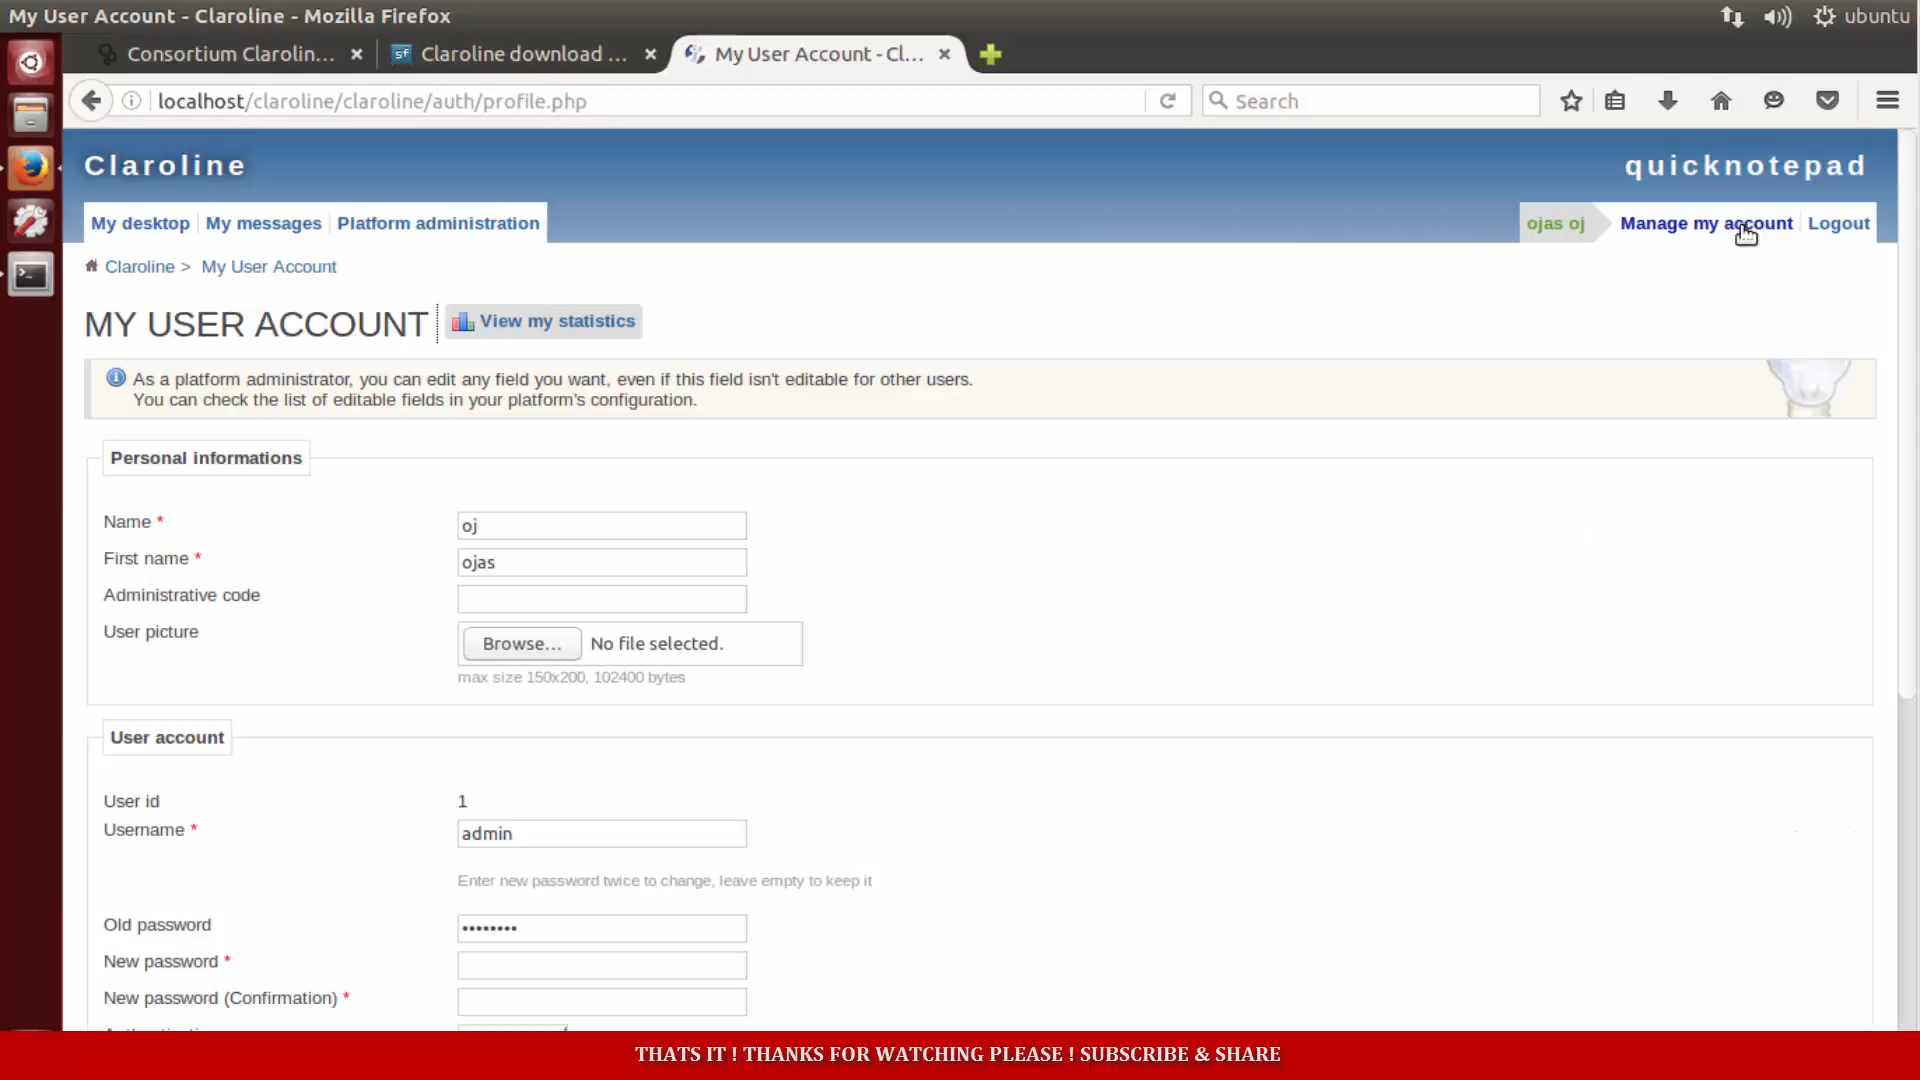 My User Account - Claroline - Mozilla Firefox
ubuntu
Consortium Clarolin...
sf
Claroline download ...
My User Account - Cl...
localhost/claroline/claroline/auth/profile.php
Search
Claroline
quicknotepad
My desktop
My messages
Platform administration
ojas oj
Manage my account
Logout
Claroline >
My User Account
MY USER ACCOUNT
View my statistics
As a platform administrator, you can edit any field you want, even if this field isn't editable for other users.
You can check the list of editable fields in your platform's configuration.
Personal informations
Name *
oj
First name *
ojas
Administrative code
User picture
Browse...
No file selected.
max size 150x200, 102400 bytes
User account
User id
1
Username *
admin
Enter new password twice to change, leave empty to keep it
Old password
••••••••
New password *
New password (Confirmation) *
THATS IT ! THANKS FOR WATCHING PLEASE ! SUBSCRIBE & SHARE